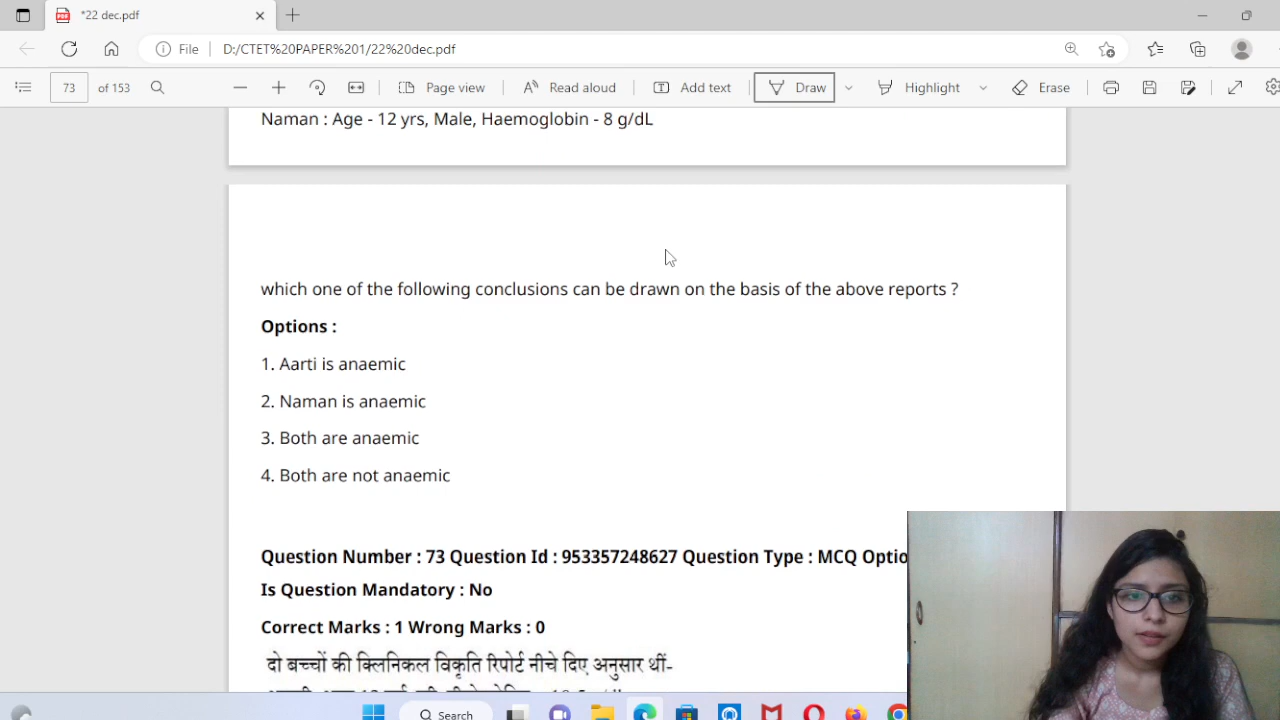 *22 dec.pdf
File D:/CTET%20PAPER%201/22%20dec.pdf
73 of 153 Page view Read aloud Add text Draw Highlight Erase
Naman : Age - 12 yrs, Male, Haemoglobin - 8 g/dL
which one of the following conclusions can be drawn on the basis of the above reports ?
Options :
1. Aarti is anaemic
2. Naman is anaemic
3. Both are anaemic
4. Both are not anaemic
Question Number : 73 Question Id : 953357248627 Question Type : MCQ Optio
Is Question Mandatory : No
Correct Marks : 1 Wrong Marks : 0
दो बच्चों की क्लिनिकल विकृति रिपोर्ट नीचे दिए अनुसार थीं-
Search